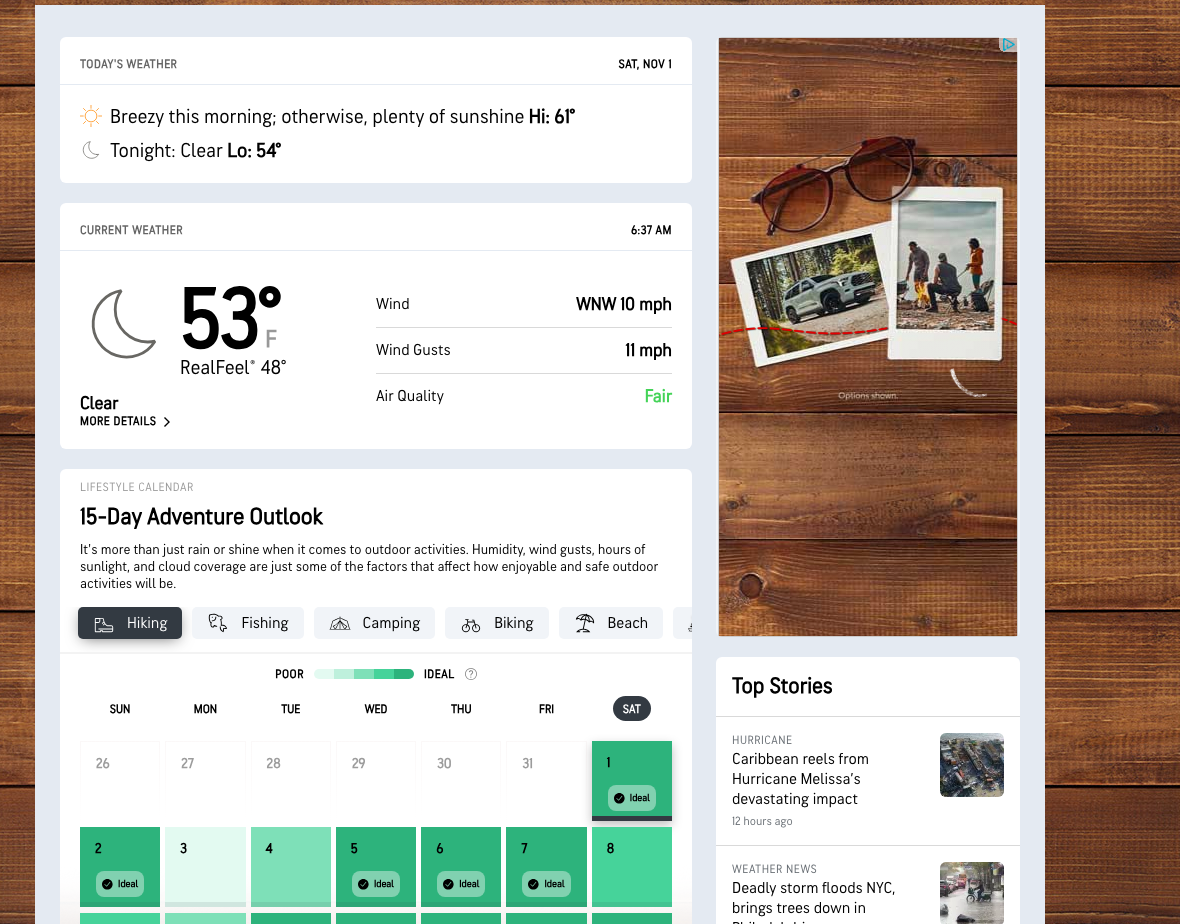 TODAY'S WEATHER
SAT, NOV 1
Breezy this morning; otherwise, plenty of sunshine Hi: 61°
Tonight: Clear Lo: 54°
CURRENT WEATHER
6:37 AM
53°F
RealFeel® 48°
Clear
MORE DETAILS
Wind
WNW 10 mph
Wind Gusts
11 mph
Air Quality
Fair
LIFESTYLE CALENDAR
15-Day Adventure Outlook
It's more than just rain or shine when it comes to outdoor activities. Humidity, wind gusts, hours of
sunlight, and cloud coverage are just some of the factors that affect how enjoyable and safe outdoor
activities will be.
Hiking
Fishing
Camping
Biking
Beach
POOR
IDEAL ?
SUN MON TUE WED THU FRI SAT
26 27 28 29 30 31 1
Ideal
2 3 4 5 6 7 8
Ideal Ideal Ideal Ideal
Options shown.
Top Stories
HURRICANE
Caribbean reels from
Hurricane Melissa's
devastating impact
12 hours ago
WEATHER NEWS
Deadly storm floods NYC,
brings trees down in